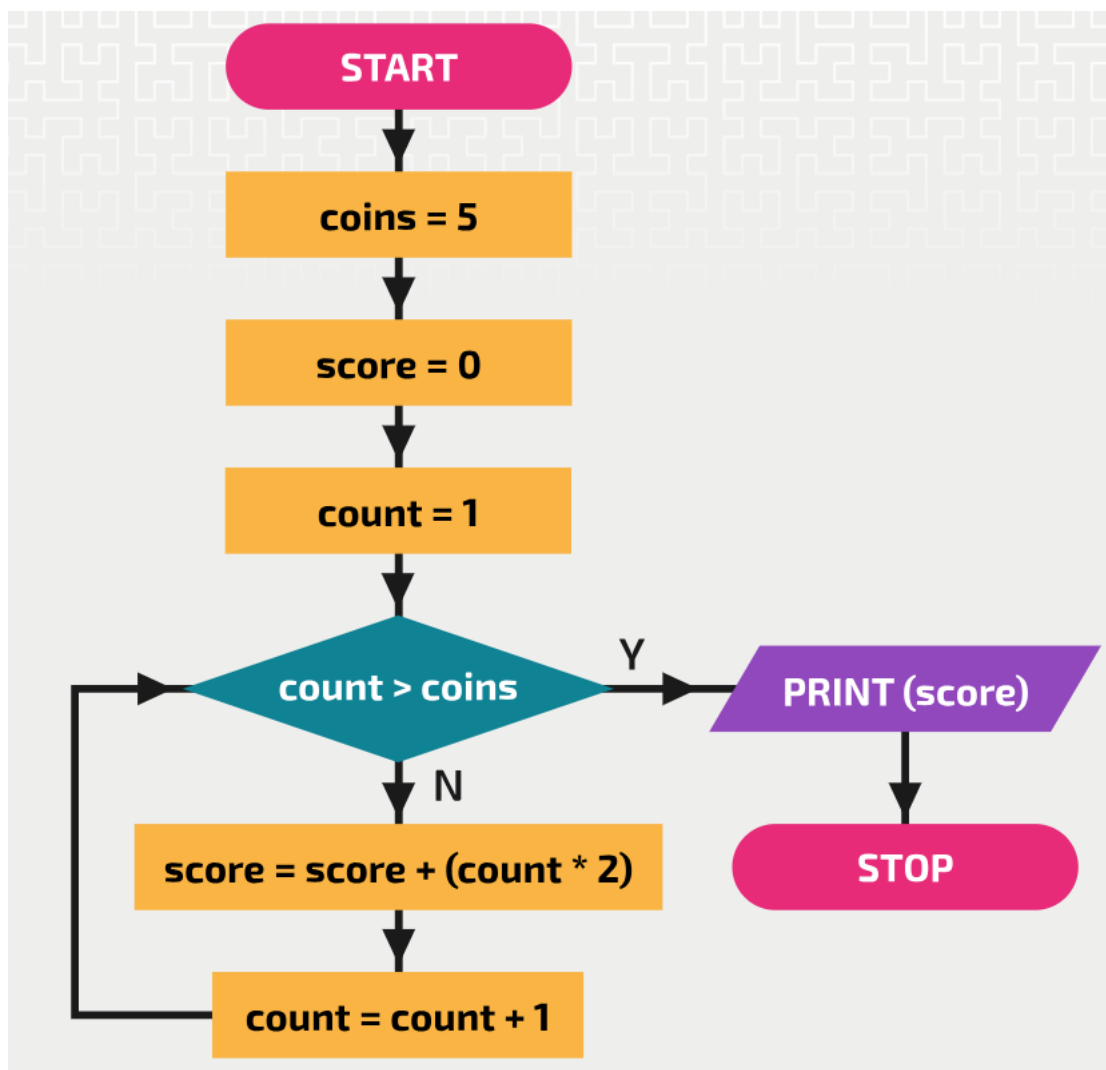 START
coins = 5
score = 0
count = 1
count > coins
Y
PRINT (score)
N
score = score + (count * 2)
STOP
count = count + 1